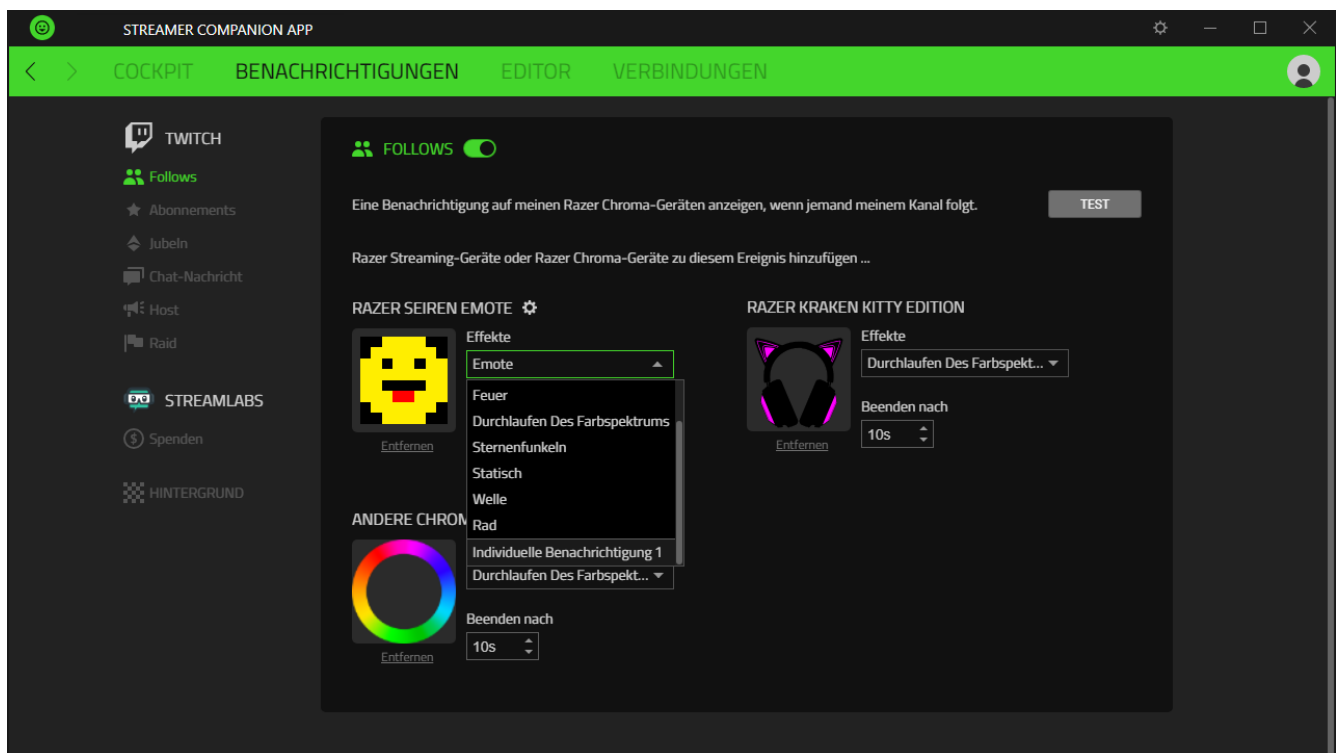 STREAMER COMPANION APP
COCKPIT BENACHRICHTIGUNGEN EDITOR VERBINDUNGEN
TWITCH
Follows
Abonnements
Jubeln
Chat-Nachricht
Host
Raid
STREAMLABS
Spenden
HINTERGRUND
FOLLOWS
Eine Benachrichtigung auf meinen Razer Chroma-Geräten anzeigen, wenn jemand meinem Kanal folgt.
TEST
Razer Streaming-Geräte oder Razer Chroma-Geräte zu diesem Ereignis hinzufügen ...
RAZER SEIREN EMOTE
Effekte
Emote
Feuer
Durchlaufen Des Farbspektrums
Sternenfunkeln
Statisch
Welle
Rad
Individuelle Benachrichtigung 1
Entfernen
RAZER KRAKEN KITTY EDITION
Effekte
Durchlaufen Des Farbspekt...
Beenden nach
10s
Entfernen
ANDERE CHROM
Durchlaufen Des Farbspekt...
Beenden nach
10s
Entfernen